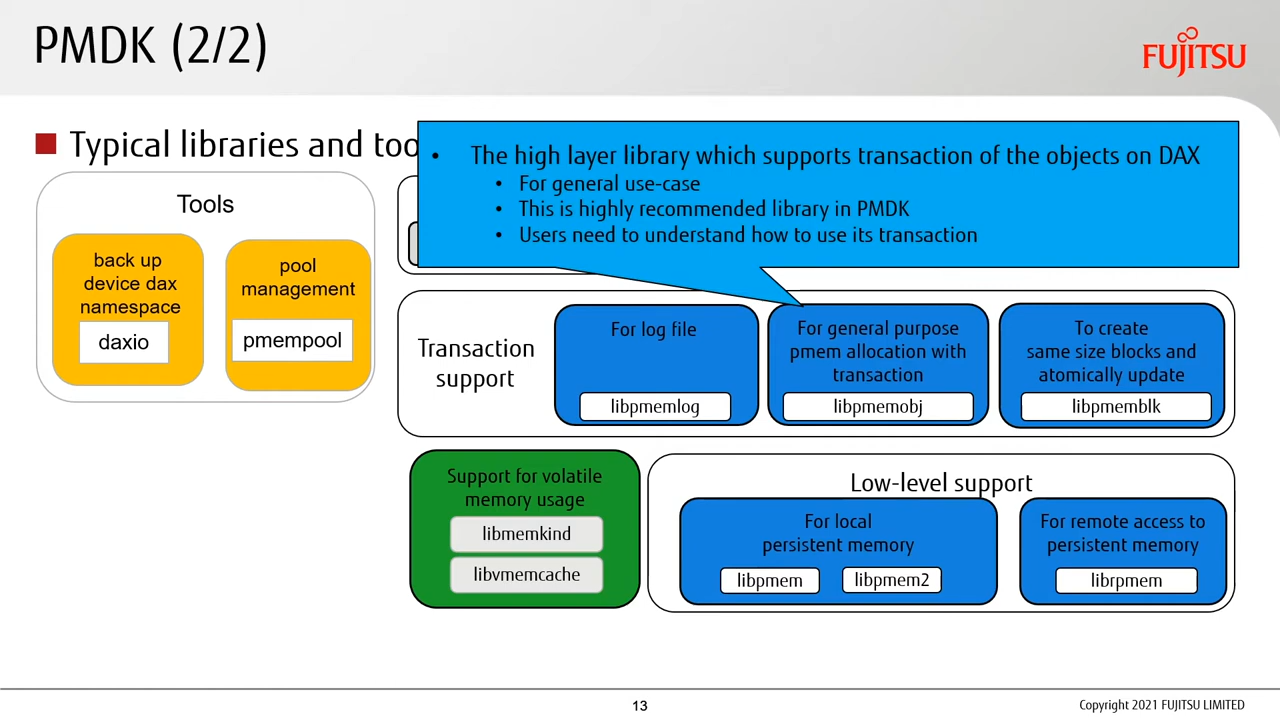 PMDK (2/2)
FUJITSU
Typical libraries and too
• The high layer library which supports transaction of the objects on DAX
• For general use-case
• This is highly recommended library in PMDK
• Users need to understand how to use its transaction
Tools
back up
device dax
namespace
daxio
pool
management
pmempool
Transaction
support
For log file
libpmemlog
For general purpose
pmem allocation with
transaction
libpmemobj
To create
same size blocks and
atomically update
libpmemblk
Support for volatile
memory usage
libmemkind
libvmemcache
Low-level support
For local
persistent memory
libpmem
libpmem2
For remote access to
persistent memory
librpmem
13
Copyright 2021 FUJITSU LIMITED